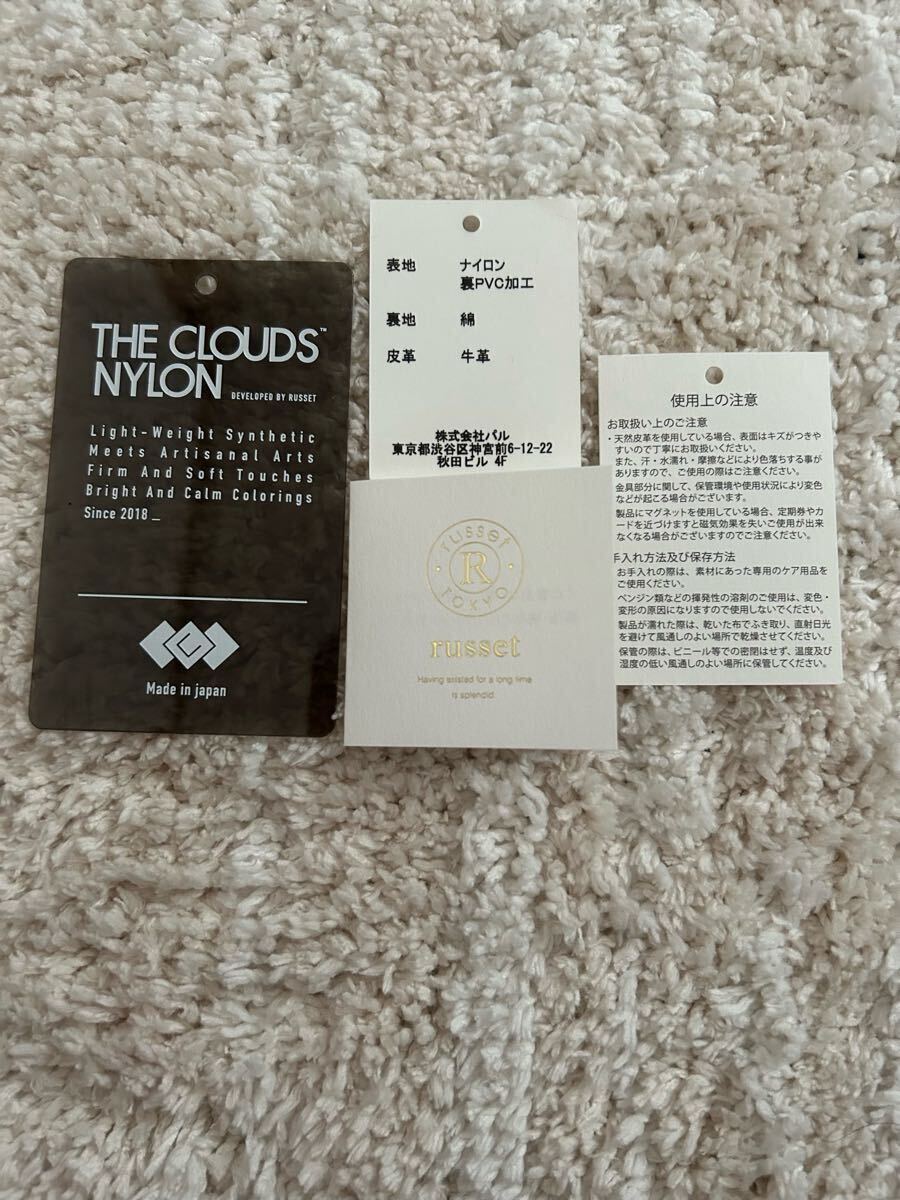 THE CLOUDS™
NYLON DEVELOPED BY RUSSET
Light-Weight Synthetic
Meets Artisanal Arts
Firm And Soft Touches
Bright And Calm Colorings
Since 2018_
Made in japan
表地 ナイロン
裏PVC加工
裏地 綿
皮革 牛革
株式会社パル
東京都渋谷区神宮前6-12-22
秋田ビル 4F
russet
R
TOKYO
russet
Having existed for a long time
is splendid.
使用上の注意
お取扱い上のご注意
・天然皮革を使用している場合、表面はキズがつきや
すいので丁寧にお取扱いください。
また、汗・水濡れ・摩擦などにより色落ちする事が
ありますので、ご使用の際はご注意ください。
金具部分に関して、保管環境や使用状況により変色
などが起こる場合がございます。
製品にマグネットを使用している場合、定期券やカ
ードを近づけますと磁気効果を失いご使用が出来
なくなる場合がございますのでご注意ください。
手入れ方法及び保存方法
お手入れの際は、素材にあった専用のケア用品を
ご使用ください。
ベンジン類などの揮発性の溶剤のご使用は、変色・
変形の原因になりますので使用しないでください。
製品が濡れた際は、乾いた布でふき取り、直射日光
を避けて風通しのよい場所で乾燥させてください。
保管の際は、ビニール等での密閉はせず、温度及び
湿度の低い風通しのよい場所に保管してください。